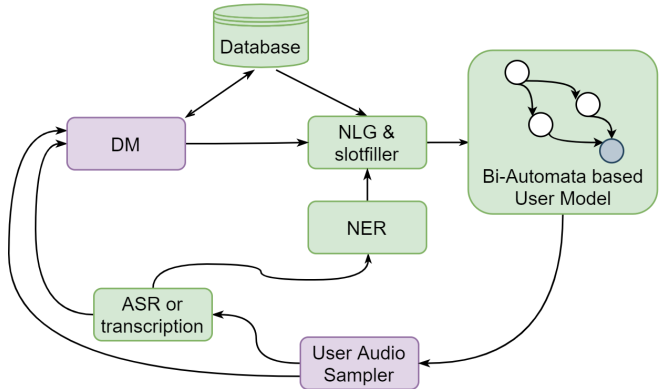 Database
DM
NLG &
slotfiller
Bi-Automata based
User Model
NER
ASR or
transcription
User Audio
Sampler